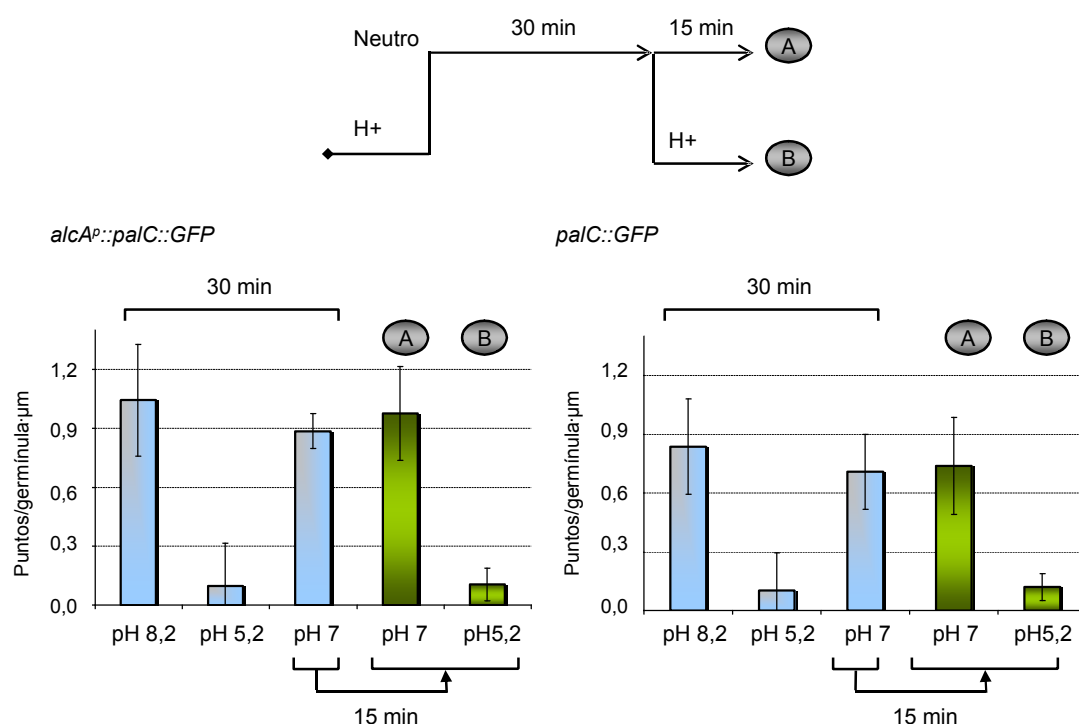 Neutro
30 min
15 min
A
H+
H+
B
alcAᵖ::palC::GFP
palC::GFP
30 min
30 min
A
B
A
B
Puntos/germínula·µm
1,2
0,9
0,6
0,3
0,0
pH 8,2 pH 5,2 pH 7 pH 7 pH5,2
15 min
Puntos/germínula·µm
1,2
0,9
0,6
0,3
0,0
pH 8,2 pH 5,2 pH 7 pH 7 pH5,2
15 min